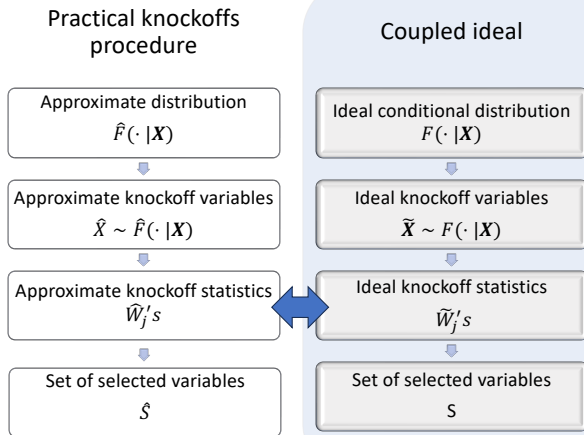 Practical knockoffs
procedure
Approximate distribution
F̂(· |X)
Approximate knockoff variables
X̂ ~ F̂(· |X)
Approximate knockoff statistics
Ŵⱼ's
Set of selected variables
Ŝ
Coupled ideal
Ideal conditional distribution
F(· |X)
Ideal knockoff variables
X̃ ~ F(· |X)
Ideal knockoff statistics
W̃ⱼ's
Set of selected variables
S